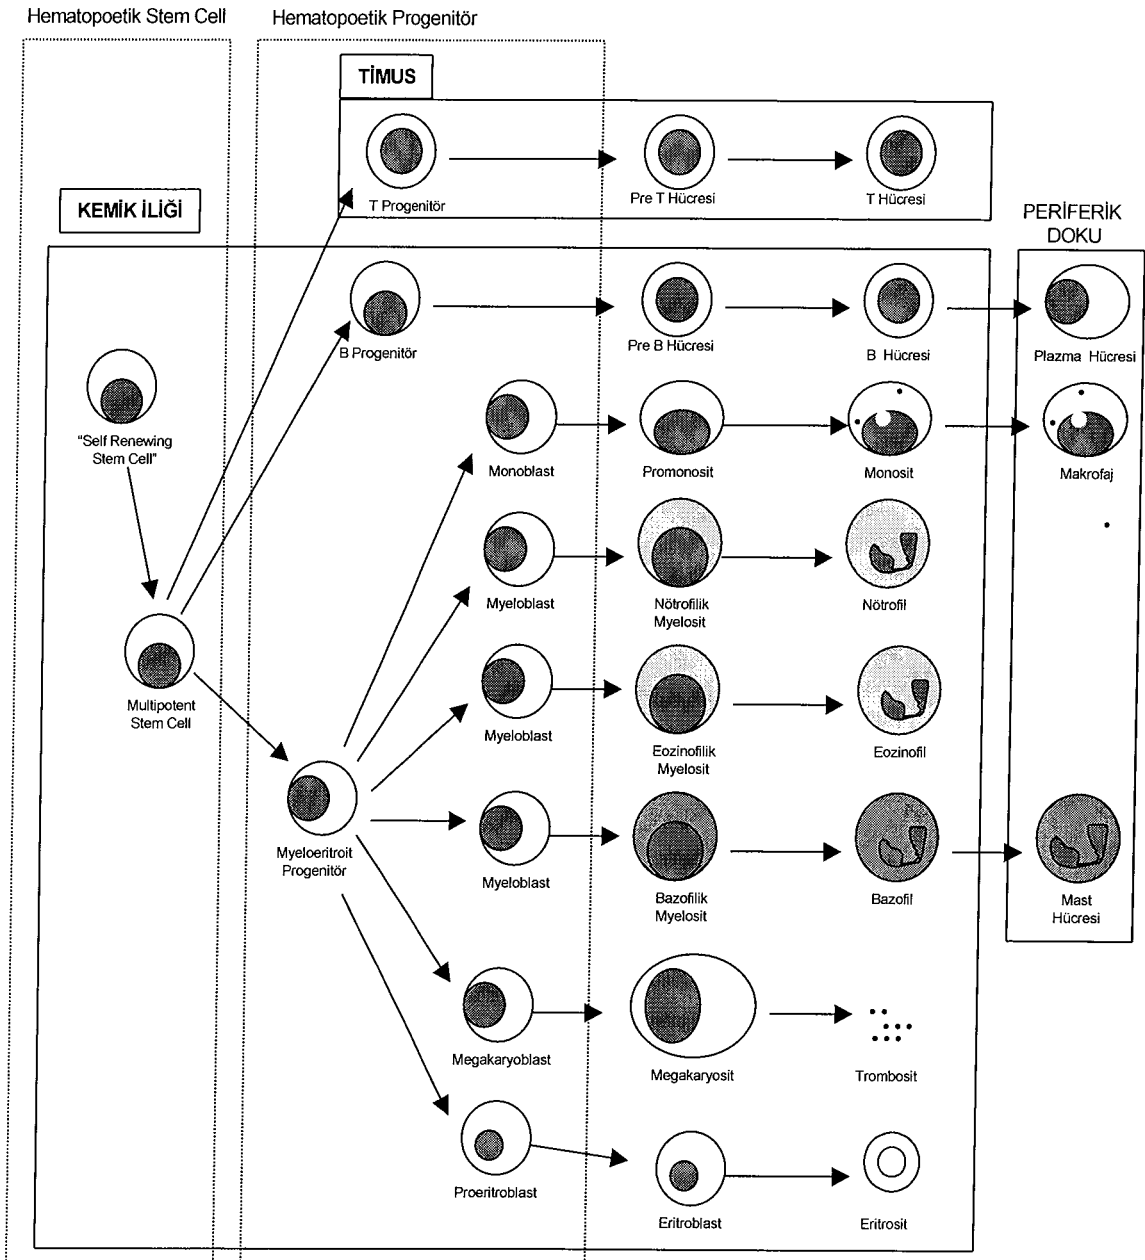 Hematopoetik Stem Cell
Hematopoetik Progenitör
TİMUS
T Progenitör
Pre T Hücresi
T Hücresi
KEMİK İLİĞİ
PERİFERİK
DOKU
B Progenitör
Pre B Hücresi
B Hücresi
Plazma Hücresi
"Self Renewing
Stem Cell"
Monoblast
Promonosit
Monosit
Makrofaj
Myeloblast
Nötrofilik
Myelosit
Nötrofil
Multipotent
Stem Cell
Myeloblast
Eozinofilik
Myelosit
Eozinofil
Myeloeritroit
Progenitör
Myeloblast
Bazofilik
Myelosit
Bazofil
Mast
Hücresi
Megakaryoblast
Megakaryosit
Trombosit
Proeritroblast
Eritroblast
Eritrosit